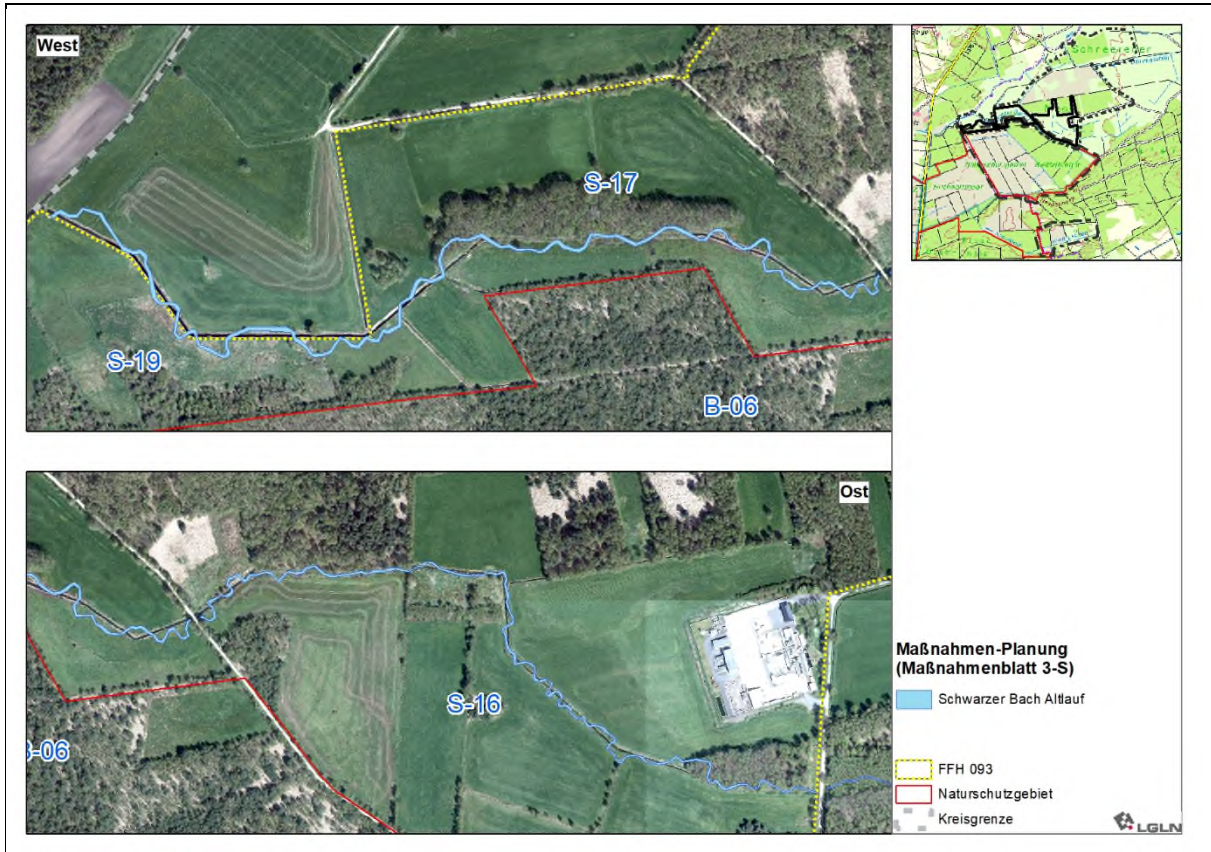 West
S-17
S-19
B-06
Ost
S-16
B-06
Maßnahmen-Planung
(Maßnahmenblatt 3-S)
Schwarzer Bach Altlauf
FFH 093
Naturschutzgebiet
Kreisgrenze
LGLN